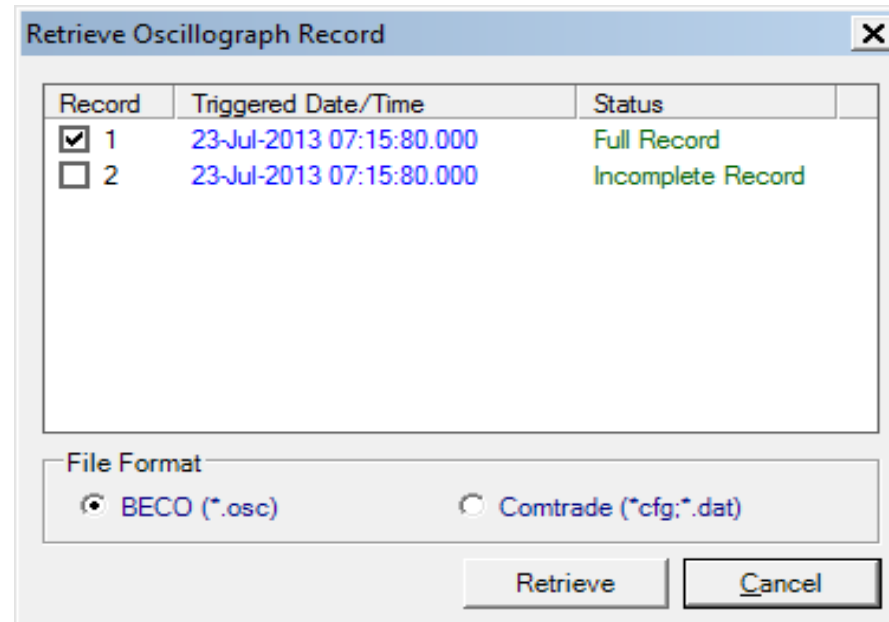 Retrieve Oscillograph Record
Record Triggered Date/Time Status
1 23-Jul-2013 07:15:80.000 Full Record
2 23-Jul-2013 07:15:80.000 Incomplete Record
File Format
BECO (*.osc) Comtrade (*cfg;*.dat)
Retrieve Cancel